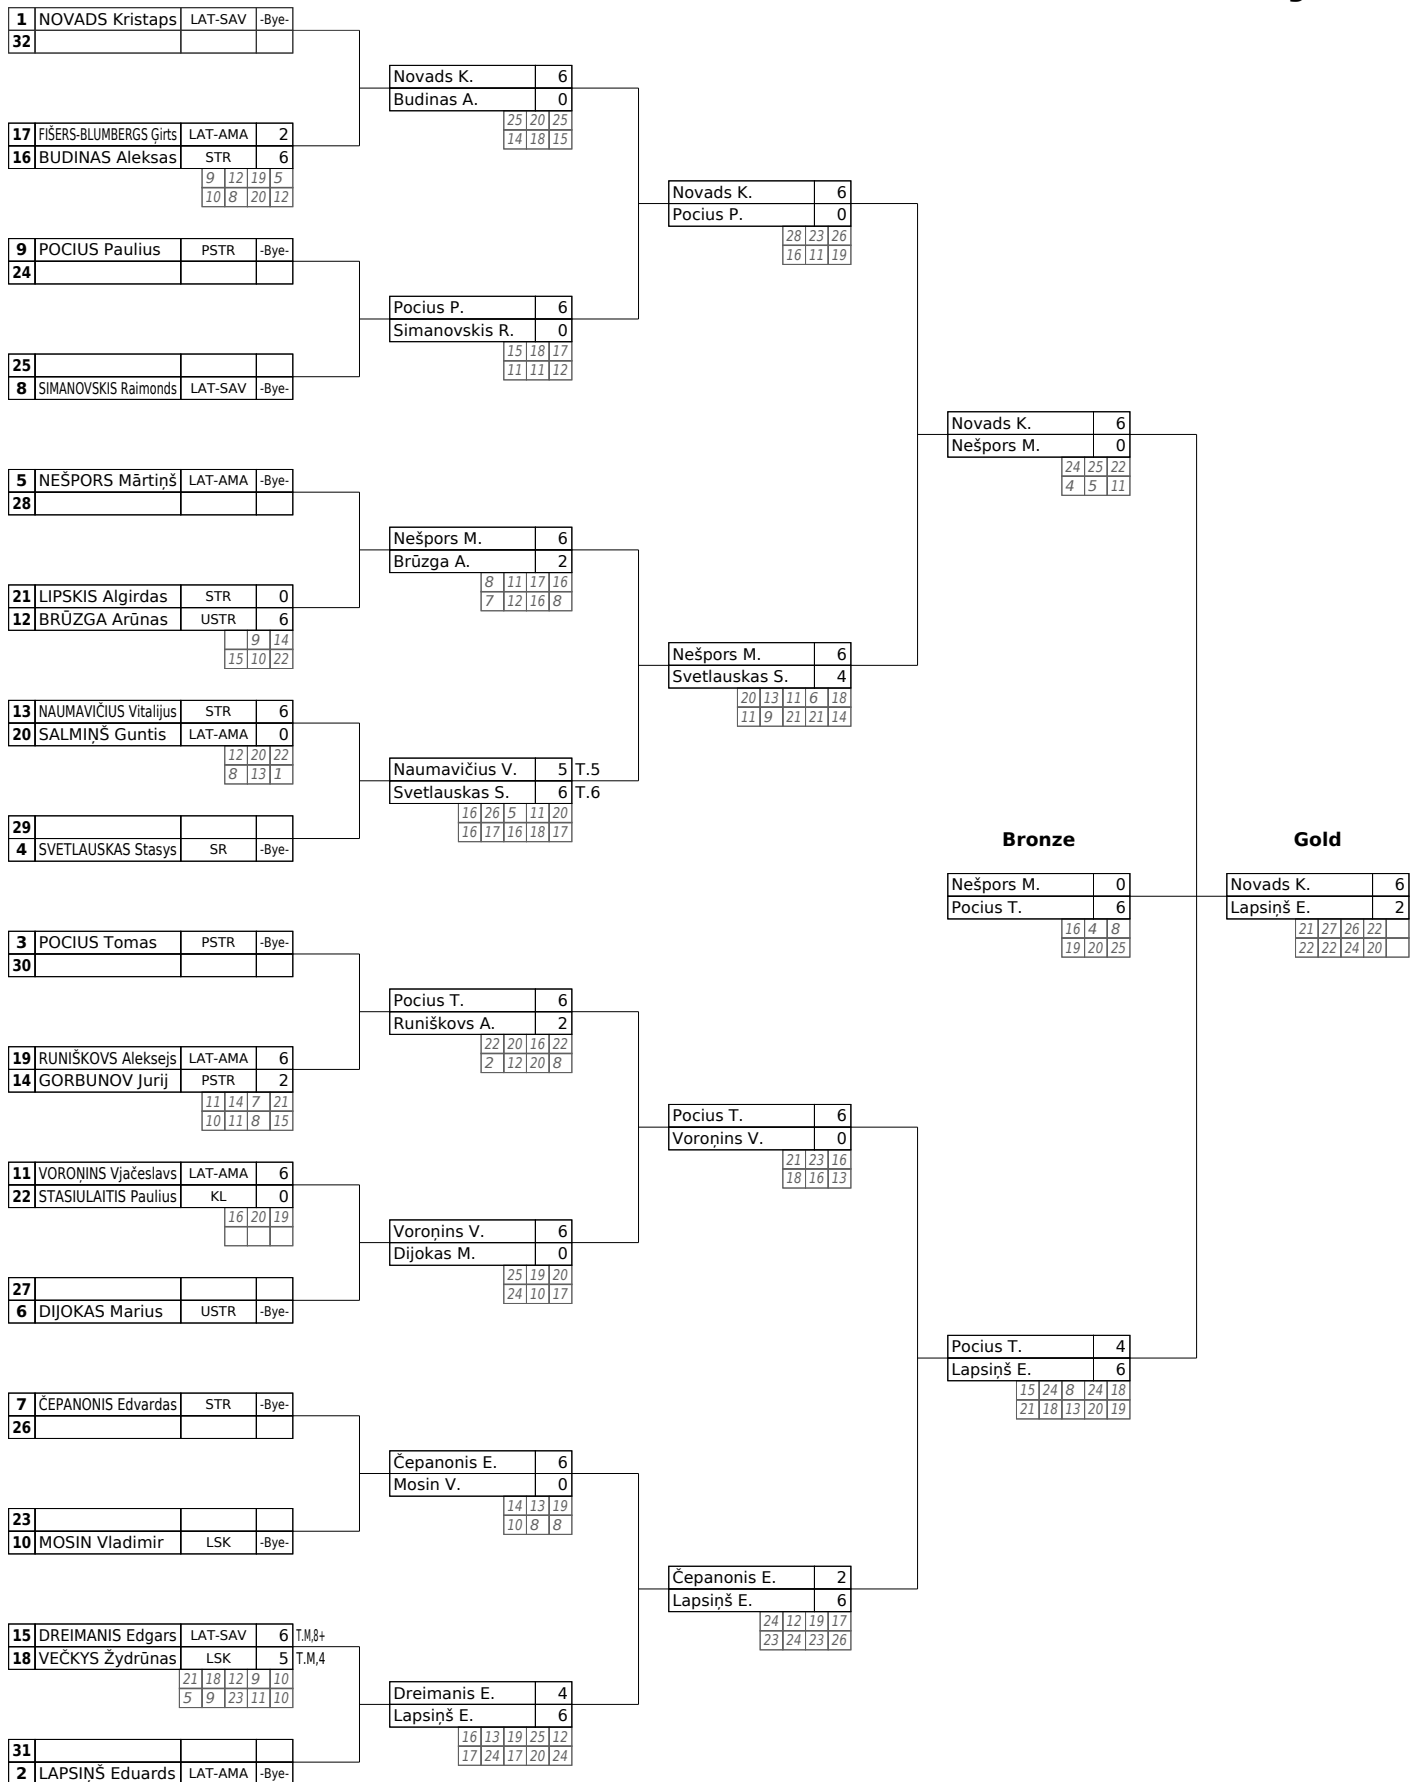 1 NOVADS Kristaps LAT-SAV -Bye-
32
Novads K. 6
Budinas A. 0
25 20 25
14 18 15
17 FIŠERS-BLUMBERGS Ģirts LAT-AMA 2
16 BUDINAS Aleksas STR 6
9 12 19 5
10 8 20 12
Novads K. 6
Pocius P. 0
28 23 26
16 11 19
9 POCIUS Paulius PSTR -Bye-
24
Pocius P. 6
Simanovskis R. 0
15 18 17
11 11 12
25
8 SIMANOVSKIS Raimonds LAT-SAV -Bye-
Novads K. 6
Nešpors M. 0
24 25 22
4 5 11
5 NEŠPORS Mārtiņš LAT-AMA -Bye-
28
Nešpors M. 6
Brūzga A. 2
8 11 17 16
7 12 16 8
21 LIPSKIS Algirdas STR 0
12 BRŪZGA Arūnas USTR 6
9 14
15 10 22
Nešpors M. 6
Svetlauskas S. 4
20 13 11 6 18
11 9 21 21 14
13 NAUMAVIČIUS Vitalijus STR 6
20 SALMIŅŠ Guntis LAT-AMA 0
12 20 22
8 13 1
Naumavičius V. 5 T.5
Svetlauskas S. 6 T.6
16 26 5 11 20
16 17 16 18 17
29
4 SVETLAUSKAS Stasys SR -Bye-
Bronze Gold
Nešpors M. 0
Pocius T. 6
16 4 8
19 20 25
Novads K. 6
Lapsiņš E. 2
21 27 26 22
22 22 24 20
3 POCIUS Tomas PSTR -Bye-
30
Pocius T. 6
Runiškovs A. 2
22 20 16 22
2 12 20 8
19 RUNIŠKOVS Aleksejs LAT-AMA 6
14 GORBUNOV Jurij PSTR 2
11 14 7 21
10 11 8 15
Pocius T. 6
Voroņins V. 0
21 23 16
18 16 13
11 VOROŅINS Vjačeslavs LAT-AMA 6
22 STASIULAITIS Paulius KL 0
16 20 19
Voroņins V. 6
Dijokas M. 0
25 19 20
24 10 17
27
6 DIJOKAS Marius USTR -Bye-
Pocius T. 4
Lapsiņš E. 6
15 24 8 24 18
21 18 13 20 19
7 ČEPANONIS Edvardas STR -Bye-
26
Čepanonis E. 6
Mosin V. 0
14 13 19
10 8 8
23
10 MOSIN Vladimir LSK -Bye-
Čepanonis E. 2
Lapsiņš E. 6
24 12 19 17
23 24 23 26
15 DREIMANIS Edgars LAT-SAV 6 T.M,8+
18 VEČKYS Žydrūnas LSK 5 T.M,4
21 18 12 9 10
5 9 23 11 10
Dreimanis E. 4
Lapsiņš E. 6
16 13 19 25 12
17 24 17 20 24
31
2 LAPSIŅŠ Eduards LAT-AMA -Bye-